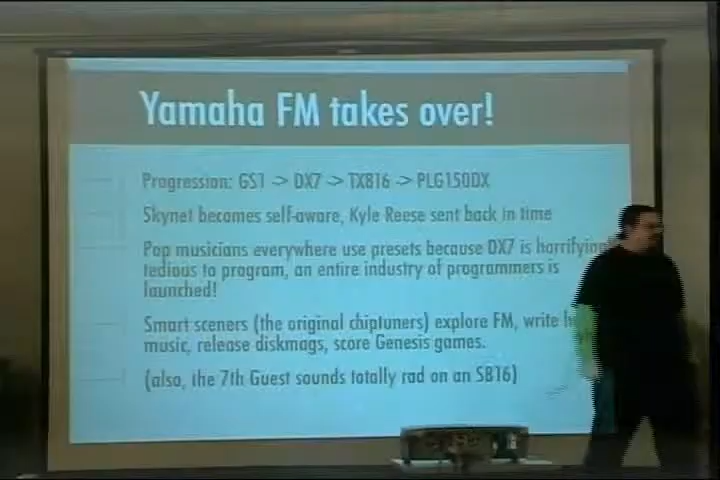 Yamaha FM takes over!
Progression: GS1 -> DX7 -> TX816 -> PLG150DX
Skynet becomes self-aware, Kyle Reese sent back in time
Pop musicians everywhere use presets because DX7 is horrifying
tedious to program, an entire industry of programmers is
launched!
Smart sceners (the original chiptuners) explore FM, write
music, release diskmags, score Genesis games.
(also, the 7th Guest sounds totally rad on an SB16)